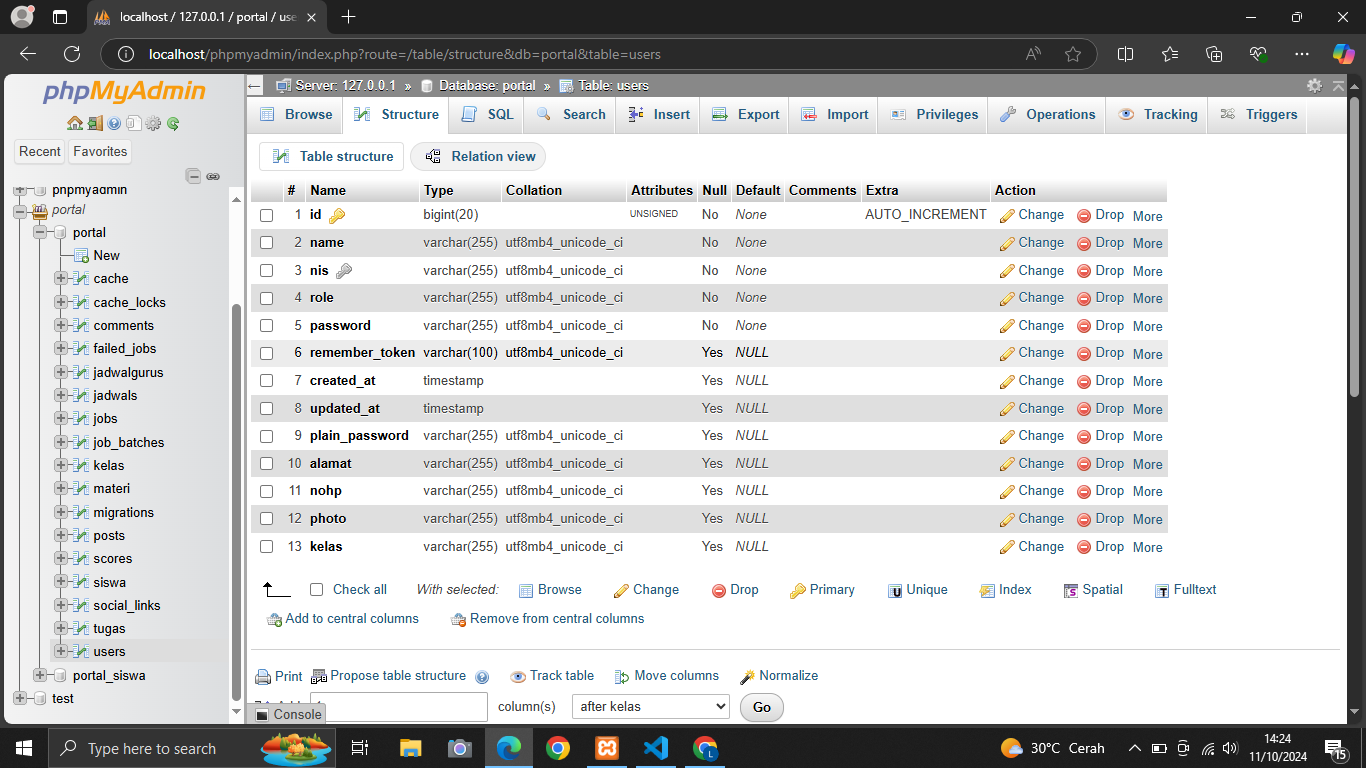 localhost / 127.0.0.1 / portal / use
localhost/phpmyadmin/index.php?route=/table/structure&db=portal&table=users
phpMyAdmin
Recent Favorites
phpmyadmin
portal
portal
New
cache
cache_locks
comments
failed_jobs
jadwalgurus
jadwals
jobs
job_batches
kelas
materi
migrations
posts
scores
siswa
social_links
tugas
users
portal_siswa
test
Server: 127.0.0.1 » Database: portal » Table: users
Browse Structure SQL Search Insert Export Import Privileges Operations Tracking Triggers
Table structure Relation view
# Name Type Collation Attributes Null Default Comments Extra Action
1 id bigint(20) UNSIGNED No None AUTO_INCREMENT Change Drop More
2 name varchar(255) utf8mb4_unicode_ci No None Change Drop More
3 nis varchar(255) utf8mb4_unicode_ci No None Change Drop More
4 role varchar(255) utf8mb4_unicode_ci No None Change Drop More
5 password varchar(255) utf8mb4_unicode_ci No None Change Drop More
6 remember_token varchar(100) utf8mb4_unicode_ci Yes NULL Change Drop More
7 created_at timestamp Yes NULL Change Drop More
8 updated_at timestamp Yes NULL Change Drop More
9 plain_password varchar(255) utf8mb4_unicode_ci Yes NULL Change Drop More
10 alamat varchar(255) utf8mb4_unicode_ci Yes NULL Change Drop More
11 nohp varchar(255) utf8mb4_unicode_ci Yes NULL Change Drop More
12 photo varchar(255) utf8mb4_unicode_ci Yes NULL Change Drop More
13 kelas varchar(255) utf8mb4_unicode_ci Yes NULL Change Drop More
Check all With selected: Browse Change Drop Primary Unique Index Spatial Fulltext
Add to central columns Remove from central columns
Print Propose table structure Track table Move columns Normalize
column(s) after kelas Go
Console
Type here to search
30°C Cerah
14:24
11/10/2024
15